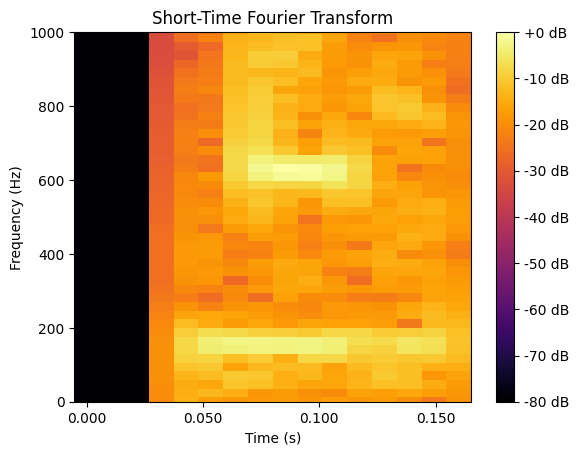 Short-Time Fourier Transform
1000
800
600
400
200
0
Frequency (Hz)
0.000
0.050
0.100
0.150
Time (s)
+0 dB
-10 dB
-20 dB
-30 dB
-40 dB
-50 dB
-60 dB
-70 dB
-80 dB